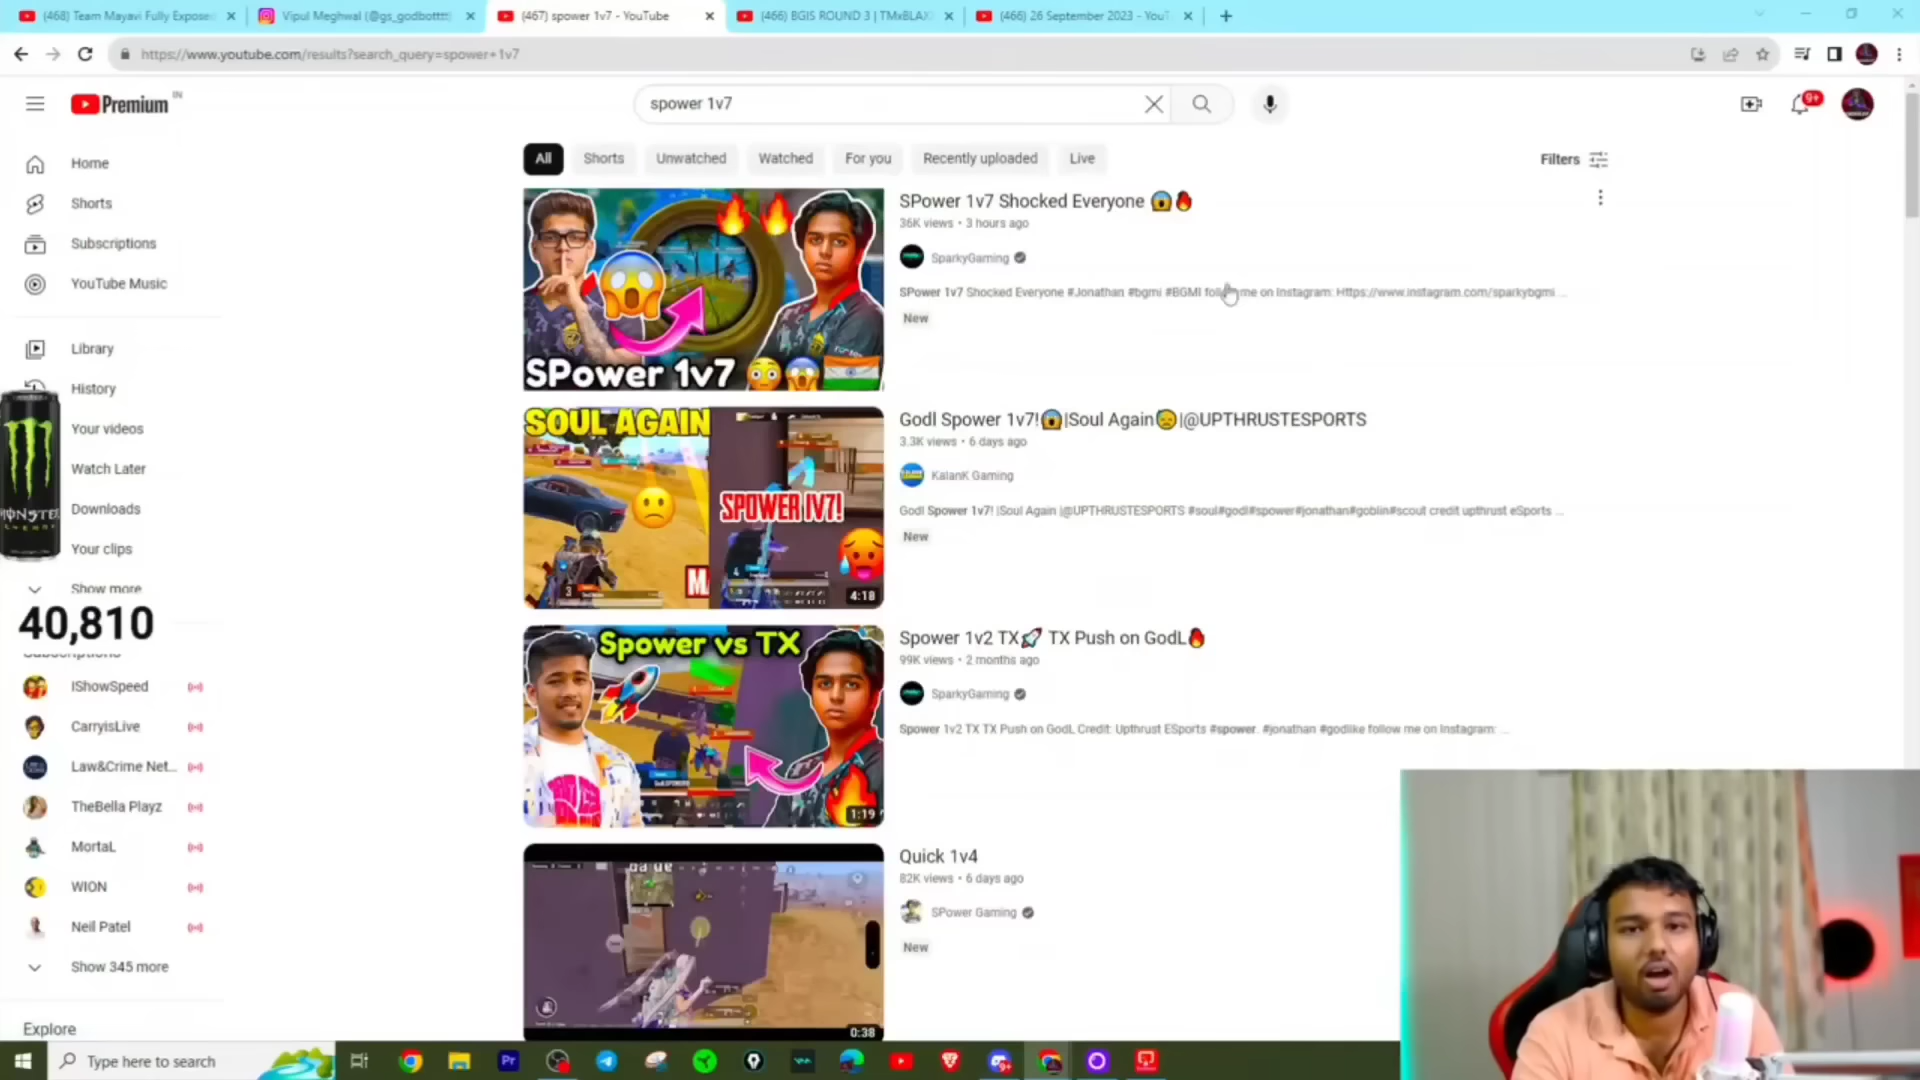 (468) Team Mayavi Fully Exposed
Vipul Meghwal (@gs_godbotttt
(467) spower 1v7 - YouTube
(466) BGIS ROUND 3 | TMxBLAX
(466) 26 September 2023 - YouT
https://www.youtube.com/results?search_query=spower+1v7
Premium
IN
spower 1v7
9+
All
Shorts
Unwatched
Watched
For you
Recently uploaded
Live
Filters
Home
Shorts
Subscriptions
YouTube Music
Library
History
Your videos
Watch Later
Downloads
Your clips
Show more
MONSTER
40,810
Subscriptions
IShowSpeed
CarryisLive
Law&Crime Net...
TheBella Playz
MortaL
WION
Neil Patel
Show 345 more
Explore
SPower 1v7
SPower 1v7 Shocked Everyone 😱🔥
36K views • 3 hours ago
SparkyGaming
SPower 1v7 Shocked Everyone #Jonathan #bgmi #BGMI follow me on Instagram: Https://www.instagram.com/sparkybgmi ...
New
SOUL AGAIN
SPOWER 1V7!
4:18
Godl Spower 1v7!😱|Soul Again😥|@UPTHRUSTESPORTS
3.3K views • 6 days ago
KalanK Gaming
Godl Spower 1v7! |Soul Again |@UPTHRUSTESPORTS #soul#godl#spower#jonathan#goblin#scout credit upthrust eSports ...
New
Spower vs TX
1:19
Spower 1v2 TX🚀 TX Push on GodL🔥
99K views • 2 months ago
SparkyGaming
Spower 1v2 TX TX Push on GodL Credit: Upthrust ESports #spower. #jonathan #godlike follow me on Instagram: ...
0:38
Quick 1v4
82K views • 6 days ago
SPower Gaming
New
Type here to search
Pr